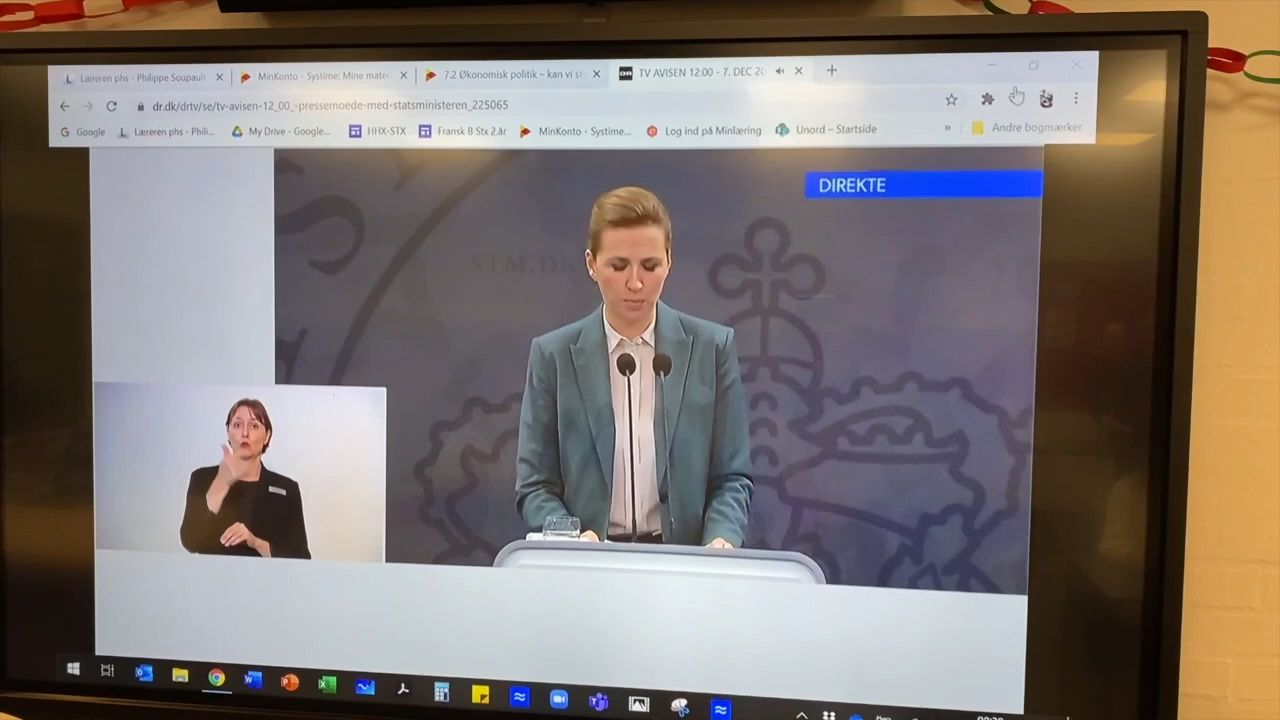 Læreren phs - Philippe Soupault
MinKonto - Systime: Mine mater
7.2 Økonomisk politik – kan vi st
TV AVISEN 12:00 - 7. DEC 20
dr.dk/drtv/se/tv-avisen-12_00_-pressemoede-med-statsministeren_225065
Google
Læreren phs - Phili...
My Drive - Google...
HHX-STX
Fransk B Stx 2.år
MinKonto - Systime...
Log ind på Minlæring
Unord – Startside
»
Andre bogmærker
DIREKTE
STM.DK